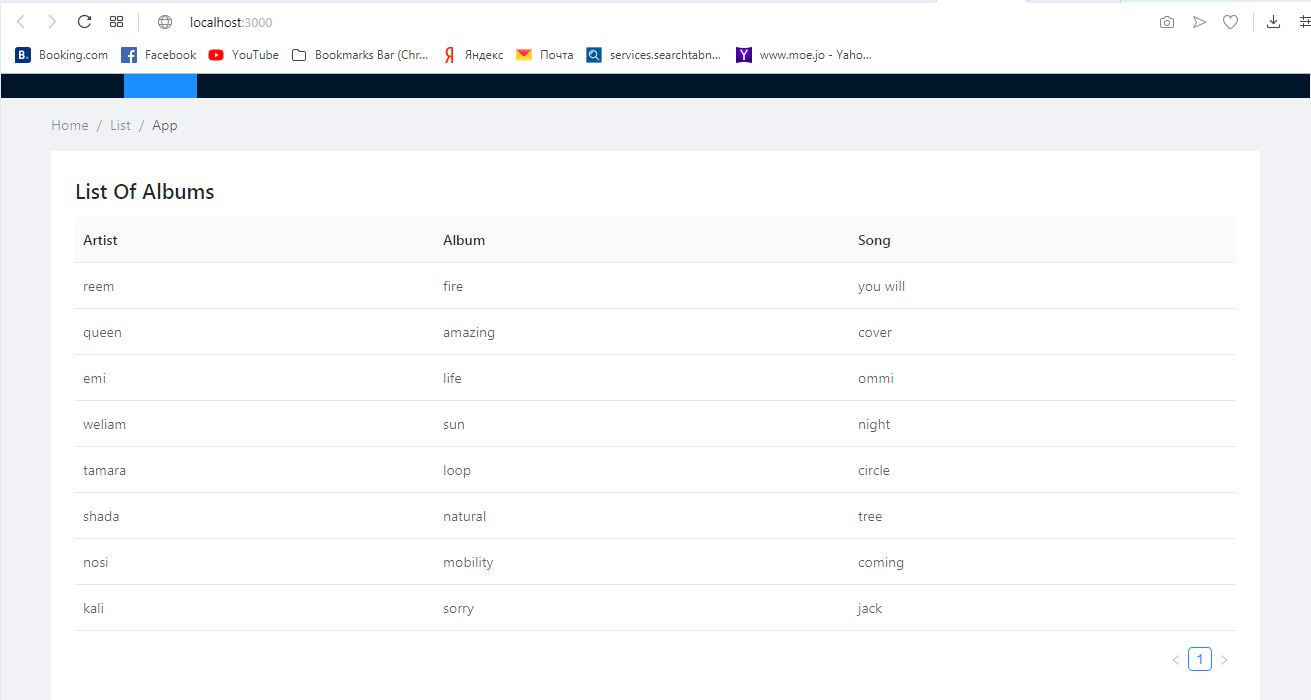 localhost:3000
B. Booking.com Facebook YouTube Bookmarks Bar (Chr... Я Яндекс Почта services.searchtabn... Y www.moe.jo - Yaho...
Home / List / App
List Of Albums
Artist Album Song
reem fire you will
queen amazing cover
emi life ommi
weliam sun night
tamara loop circle
shada natural tree
nosi mobility coming
kali sorry jack
< 1 >